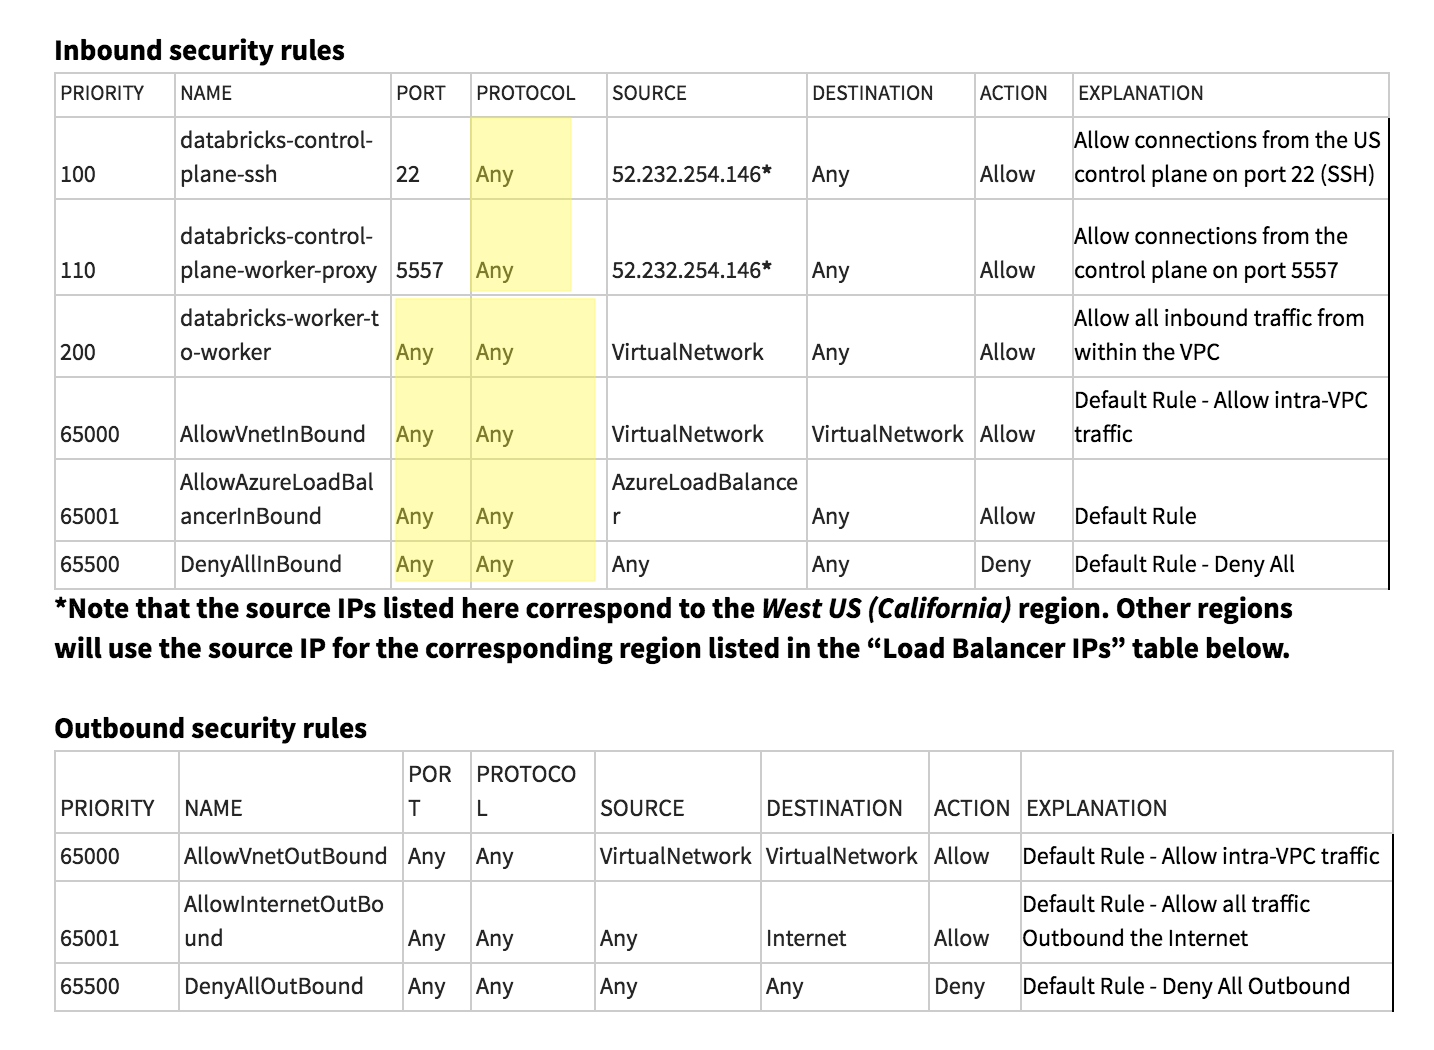 Inbound security rules
PRIORITY NAME PORT PROTOCOL SOURCE DESTINATION ACTION EXPLANATION
databricks-control- Allow connections from the US
100 plane-ssh 22 Any 52.232.254.146* Any Allow control plane on port 22 (SSH)
databricks-control- Allow connections from the
110 plane-worker-proxy 5557 Any 52.232.254.146* Any Allow control plane on port 5557
databricks-worker-t Allow all inbound traffic from
200 o-worker Any Any VirtualNetwork Any Allow within the VPC
Default Rule - Allow intra-VPC
65000 AllowVnetInBound Any Any VirtualNetwork VirtualNetwork Allow traffic
AllowAzureLoadBal AzureLoadBalance
65001 ancerInBound Any Any r Any Allow Default Rule
65500 DenyAllInBound Any Any Any Any Deny Default Rule - Deny All
*Note that the source IPs listed here correspond to the West US (California) region. Other regions
will use the source IP for the corresponding region listed in the “Load Balancer IPs” table below.
Outbound security rules
POR PROTOCO
PRIORITY NAME T L SOURCE DESTINATION ACTION EXPLANATION
65000 AllowVnetOutBound Any Any VirtualNetwork VirtualNetwork Allow Default Rule - Allow intra-VPC traffic
AllowInternetOutBo Default Rule - Allow all traffic
65001 und Any Any Any Internet Allow Outbound the Internet
65500 DenyAllOutBound Any Any Any Any Deny Default Rule - Deny All Outbound